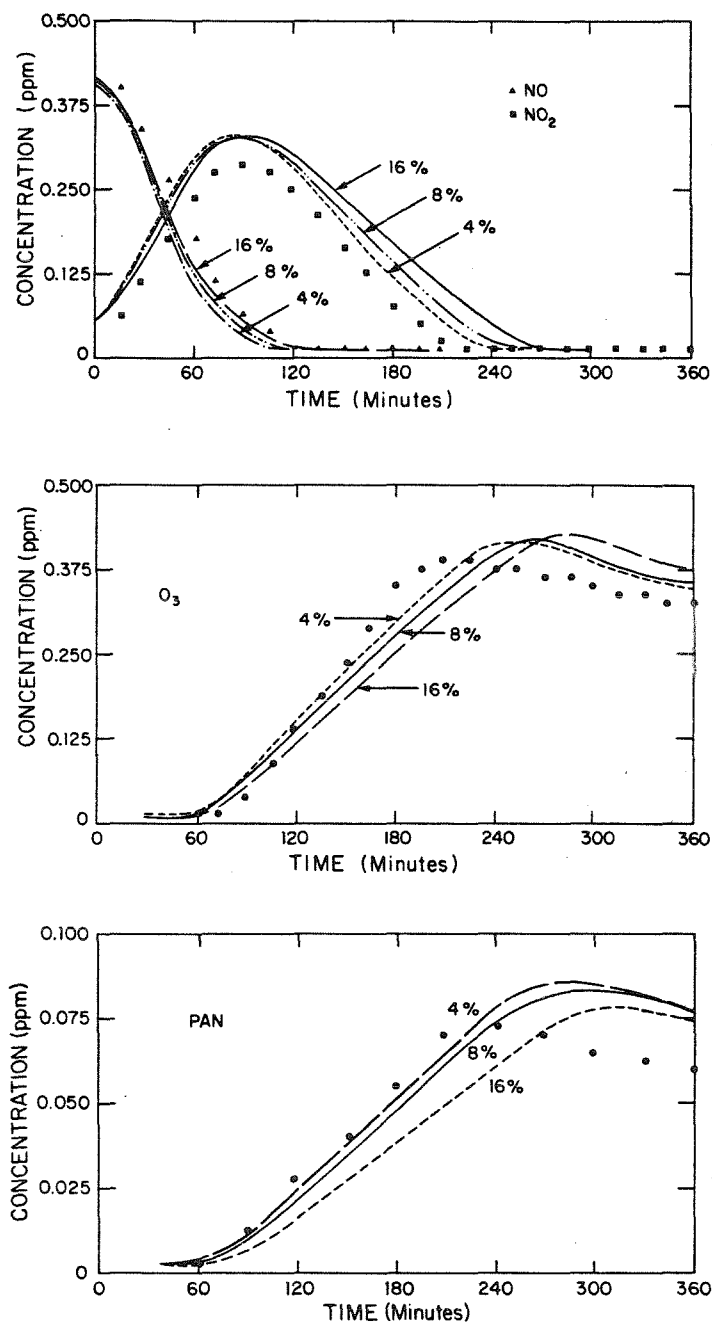 0.500
0.375
0.250
0.125
0
CONCENTRATION (ppm)
▲ NO
NO₂
16%
8%
4%
16%
8%
4%
0 60 120 180 240 300 360
TIME (Minutes)
0.500
0.375
0.250
0.125
0
CONCENTRATION (ppm)
O₃
4%
8%
16%
0 60 120 180 240 300 360
TIME (Minutes)
0.100
0.075
0.050
0.025
0
CONCENTRATION (ppm)
PAN
4%
8%
16%
0 60 120 180 240 300 360
TIME (Minutes)